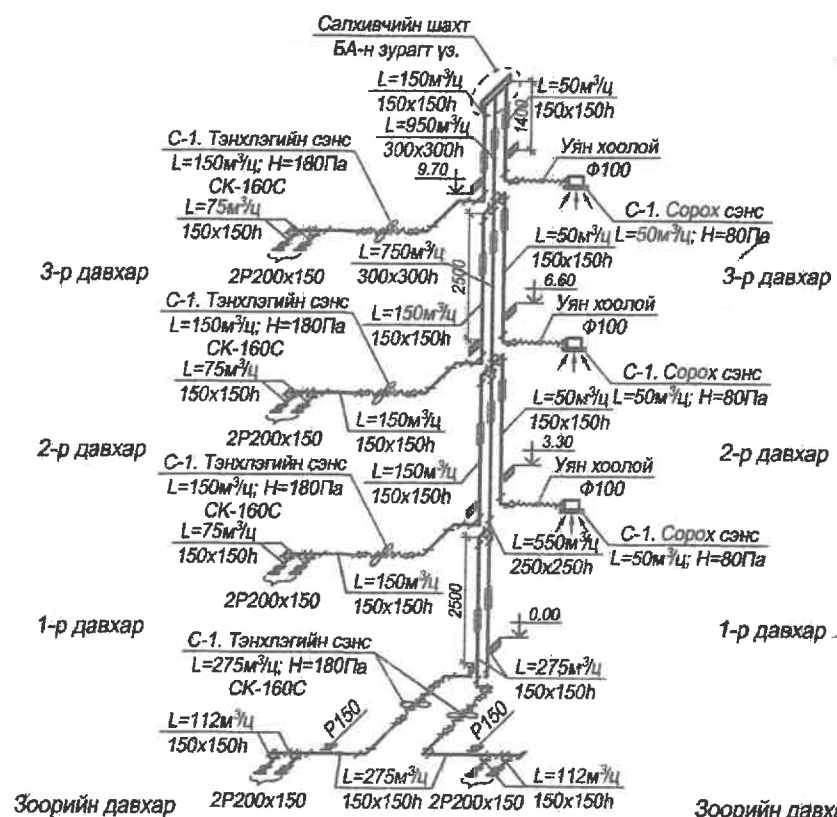 Салхивчийн шахт
БА-н зурагт үз.
L=150м³/ц
150x150h
L=50м³/ц
150x150h
1400
L=950м³/ц
300x300h
С-1. Тэнхлэгийн сэнс
L=150м³/ц; H=180Па
СК-160С
9.70
Уян хоолой
Ф100
L=75м³/ц
150x150h
С-1. Сорох сэнс
L=50м³/ц; H=80Па
L=50м³/ц
150x150h
L=750м³/ц
300x300h
2500
3-р давхар
2Р200x150
3-р давхар
6.60
С-1. Тэнхлэгийн сэнс
L=150м³/ц; H=180Па
СК-160С
L=150м³/ц
150x150h
Уян хоолой
Ф100
L=75м³/ц
150x150h
С-1. Сорох сэнс
L=50м³/ц; H=80Па
L=50м³/ц
150x150h
2Р200x150
L=150м³/ц
150x150h
2-р давхар
3.30
2-р давхар
С-1. Тэнхлэгийн сэнс
L=150м³/ц; H=180Па
СК-160С
L=150м³/ц
150x150h
Уян хоолой
Ф100
L=75м³/ц
150x150h
С-1. Сорох сэнс
L=50м³/ц; H=80Па
L=550м³/ц
250x250h
2Р200x150
L=150м³/ц
150x150h
2500
1-р давхар
0.00
1-р давхар
С-1. Тэнхлэгийн сэнс
L=275м³/ц; H=180Па
СК-160С
L=275м³/ц
150x150h
L=112м³/ц
150x150h
Р150
Р150
L=275м³/ц
150x150h
L=112м³/ц
150x150h
2Р200x150
2Р200x150
Зоорийн давхар
Зоорийн давх